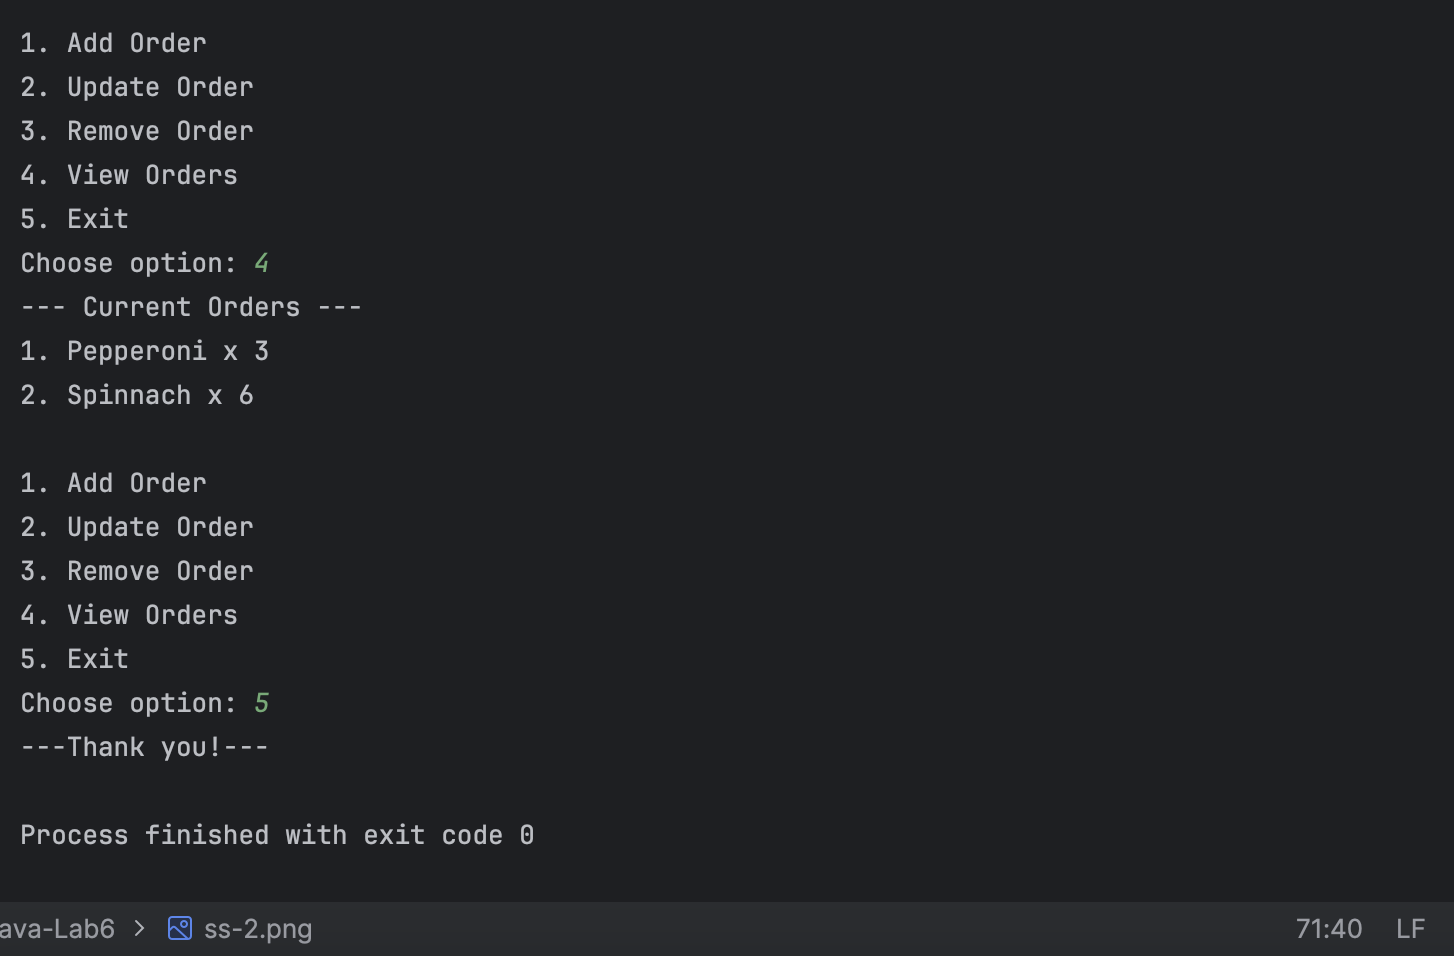 1. Add Order
2. Update Order
3. Remove Order
4. View Orders
5. Exit
Choose option: 4
--- Current Orders ---
1. Pepperoni x 3
2. Spinnach x 6
1. Add Order
2. Update Order
3. Remove Order
4. View Orders
5. Exit
Choose option: 5
---Thank you!---
Process finished with exit code 0
ava-Lab6 > ss-2.png 71:40 LF